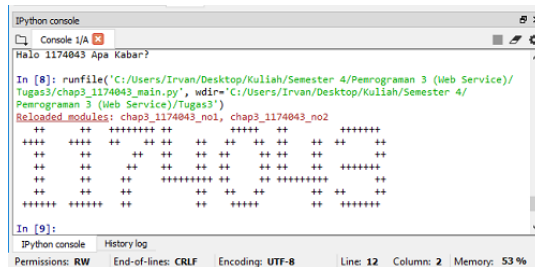 IPython console
Console 1/A
Halo 1174043 Apa Kabar?
In [8]: runfile('C:/Users/Irvan/Desktop/Kuliah/Semester 4/Pemrograman 3 (Web Service)/
Tugas3/chap3_1174043_main.py', wdir='C:/Users/Irvan/Desktop/Kuliah/Semester 4/
Pemrograman 3 (Web Service)/Tugas3')
Reloaded modules: chap3_1174043_no1, chap3_1174043_no2
  ++      ++   ++++++++ ++         +++++   ++        +++++++
++++    ++++   ++    ++ ++    ++  ++   ++  ++    ++ ++     ++
  ++      ++        ++  ++    ++ ++     ++ ++    ++        ++
  ++      ++       ++   ++    ++ ++     ++ ++    ++  +++++++
  ++      ++      ++    +++++++++ ++     ++ +++++++++        ++
  ++      ++      ++          ++  ++   ++        ++ ++     ++
++++++  ++++++    ++          ++   +++++         ++  +++++++
In [9]:
IPython console History log
Permissions: RW End-of-lines: CRLF Encoding: UTF-8 Line: 12 Column: 2 Memory: 53 %